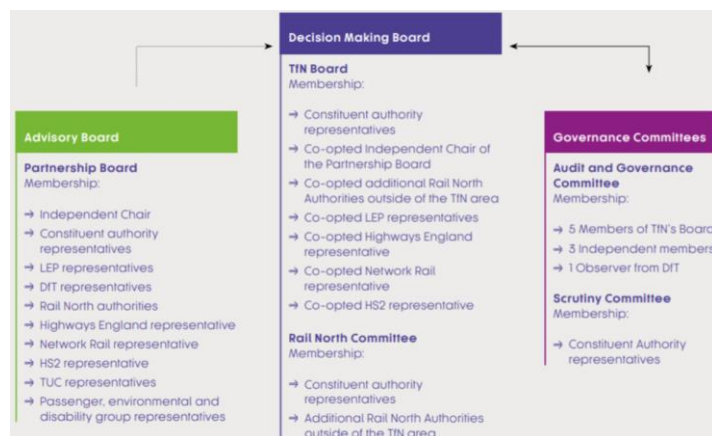 Decision Making Board
TfN Board
Membership:
→ Constituent authority
representatives
→ Co-opted Independent Chair of
the Partnership Board
→ Co-opted additional Rail North
Authorities outside of the TfN area
→ Co-opted LEP representatives
→ Co-opted Highways England
representative
→ Co-opted Network Rail
representative
→ Co-opted HS2 representative
Rail North Committee
Membership:
→ Constituent authority
representatives
→ Additional Rail North Authorities
outside of the TfN area
Advisory Board
Partnership Board
Membership:
→ Independent Chair
→ Constituent authority
representatives
→ LEP representatives
→ DfT representatives
→ Rail North authorities
→ Highways England representative
→ Network Rail representative
→ HS2 representative
→ TUC representatives
→ Passenger, environmental and
disability group representatives
Governance Committees
Audit and Governance
Committee
Membership:
→ 5 Members of TfN's Board
→ 3 Independent members
→ 1 Observer from DfT
Scrutiny Committee
Membership:
→ Constituent Authority
representatives